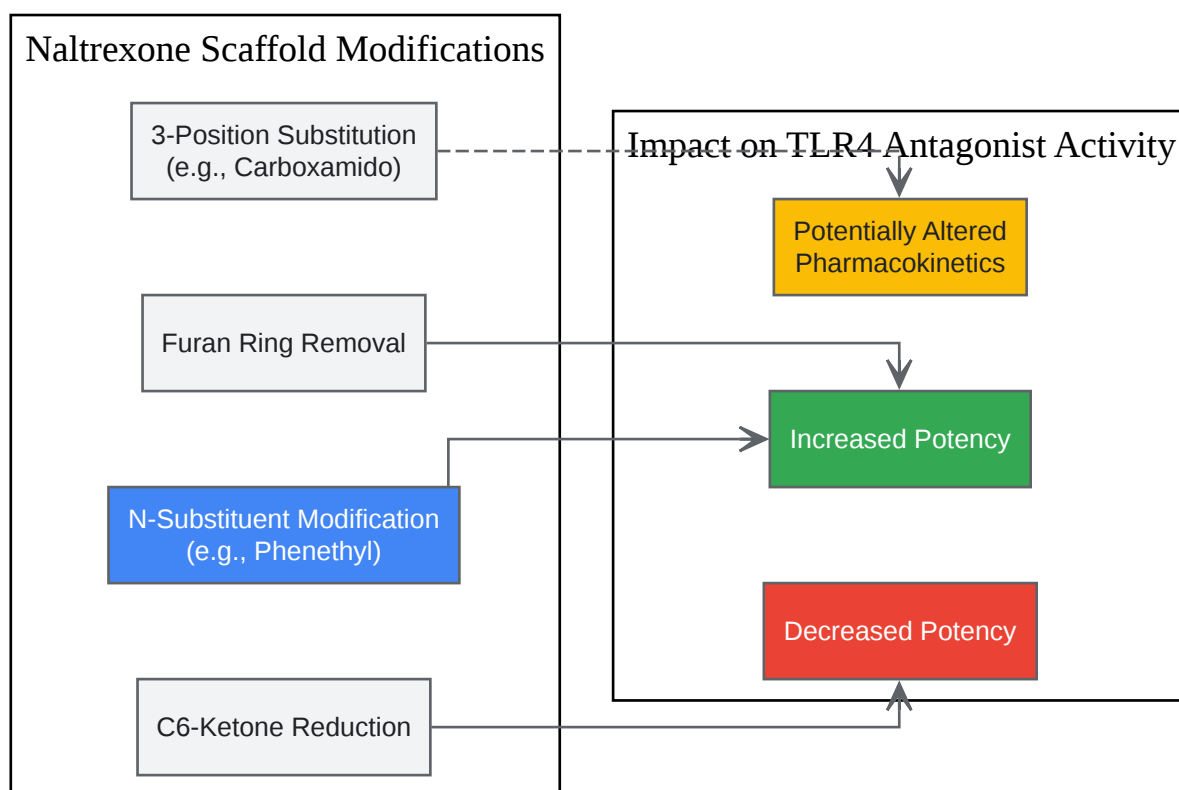 Naltrexone Scaffold Modifications
3-Position Substitution
(e.g., Carboxamido)
Furan Ring Removal
N-Substituent Modification
(e.g., Phenethyl)
C6-Ketone Reduction
Impact on TLR4 Antagonist Activity
Potentially Altered
Pharmacokinetics
Increased Potency
Decreased Potency